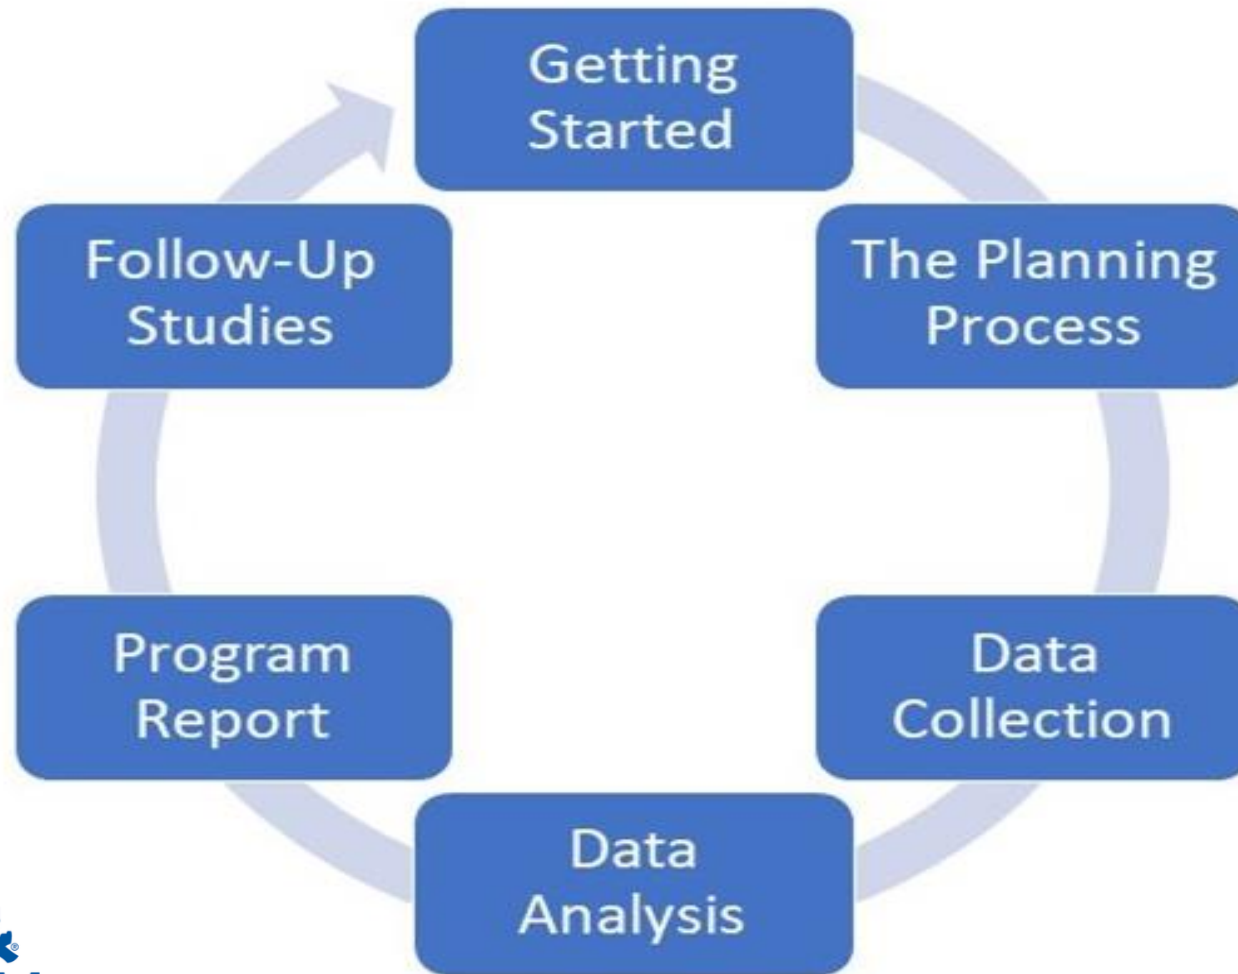 Getting
Started
The Planning
Process
Data
Collection
Data
Analysis
Program
Report
Follow-Up
Studies